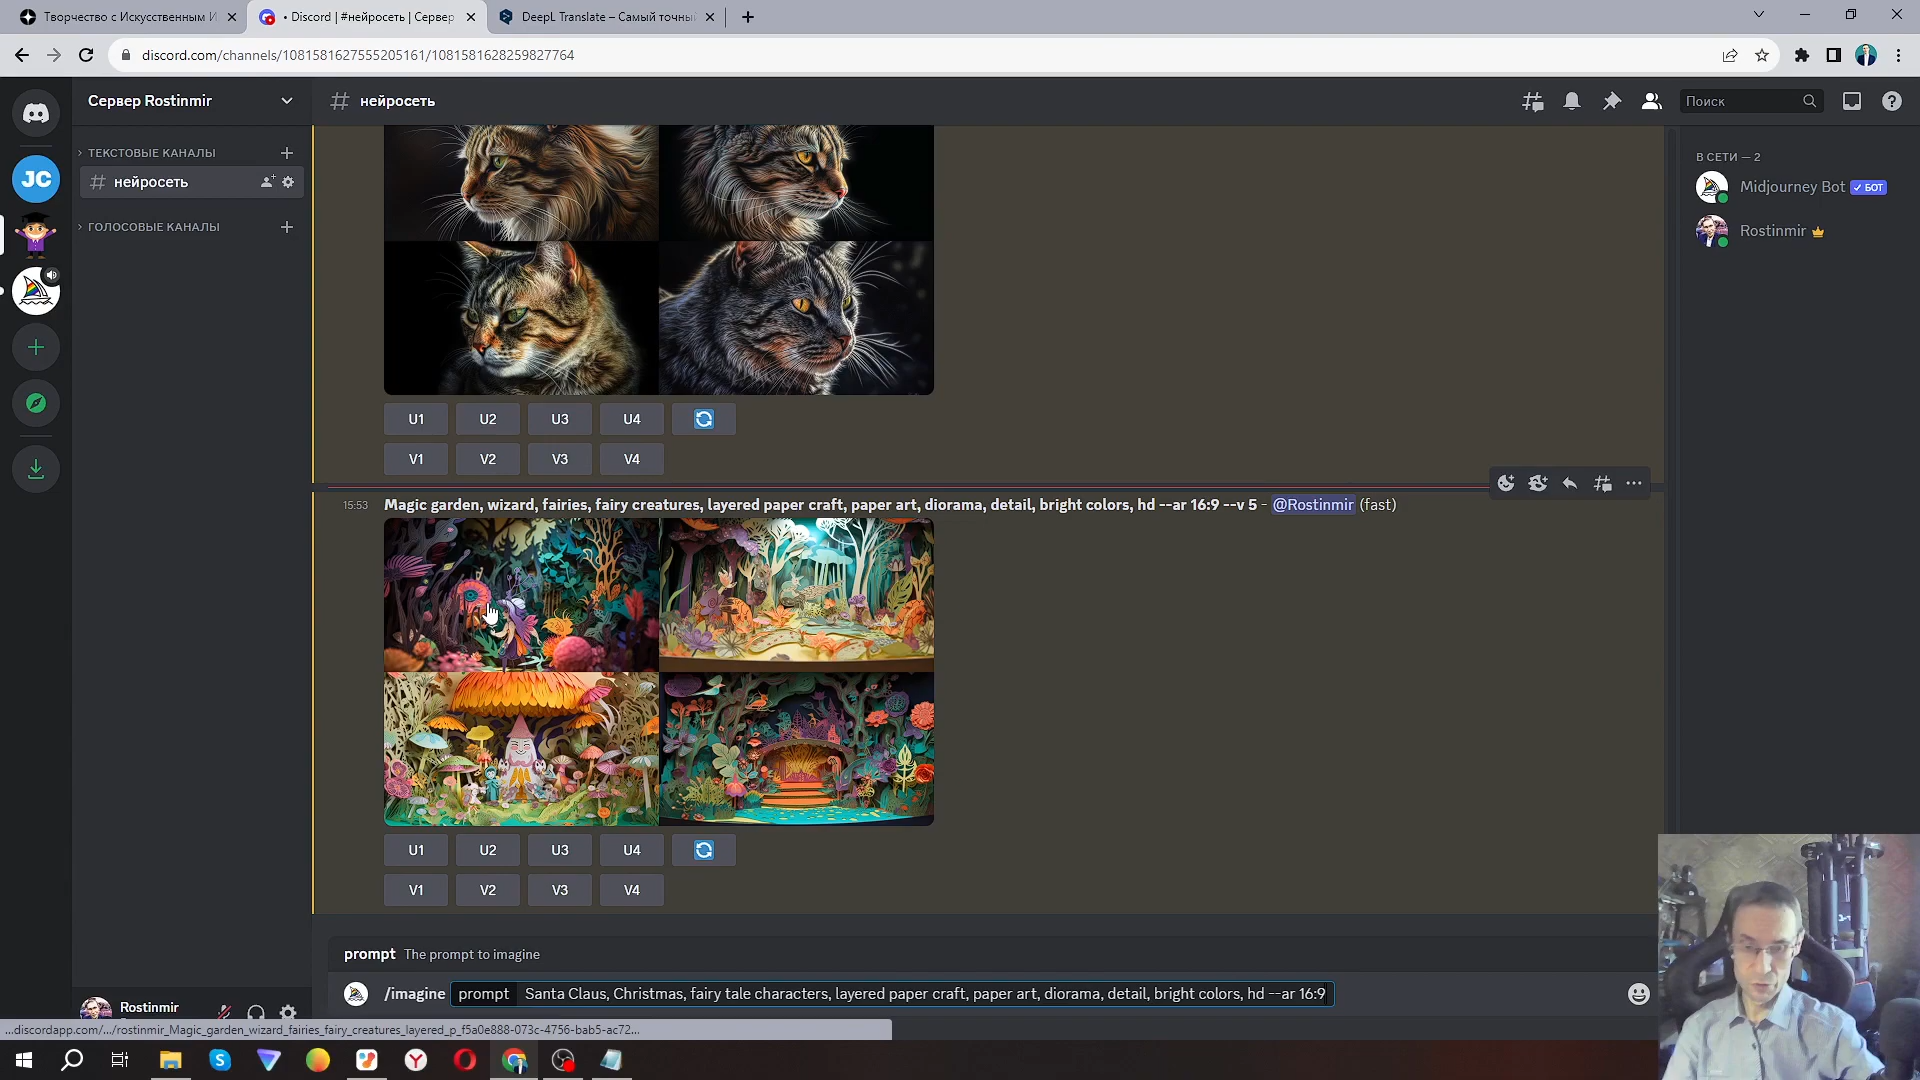 Творчество с Искусственным И
• Discord | #нейросеть | Сервер
DeepL Translate – Самый точный
discord.com/channels/1081581627555205161/1081581628259827764
Сервер Rostinmir
нейросеть
Поиск
JC
ТЕКСТОВЫЕ КАНАЛЫ
нейросеть
ГОЛОСОВЫЕ КАНАЛЫ
В СЕТИ — 2
Midjourney Bot БОТ
Rostinmir
U1 U2 U3 U4
V1 V2 V3 V4
15:53 Magic garden, wizard, fairies, fairy creatures, layered paper craft, paper art, diorama, detail, bright colors, hd --ar 16:9 --v 5 - @Rostinmir (fast)
U1 U2 U3 U4
V1 V2 V3 V4
prompt The prompt to imagine
/imagine prompt Santa Claus, Christmas, fairy tale characters, layered paper craft, paper art, diorama, detail, bright colors, hd --ar 16:9
Rostinmir
...discordapp.com/.../rostinmir_Magic_garden_wizard_fairies_fairy_creatures_layered_p_f5a0e888-073c-4756-bab5-ac72...